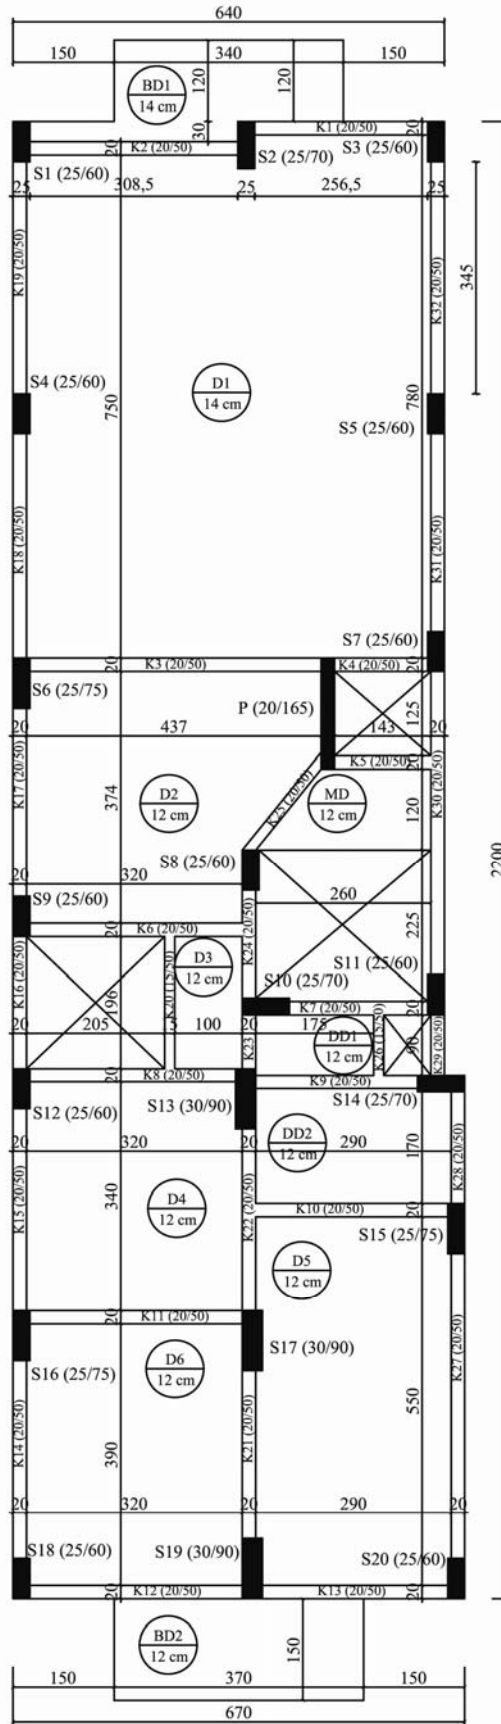 640
150 340 150
BD1
14 cm
120
120
30
20
K1 (20/50)
20
K2 (20/50)
S1 (25/60)
S2 (25/70)
S3 (25/60)
25 308,5 25 256,5 25
K19 (20/50)
K32 (20/50)
345
S4 (25/60)
D1
14 cm
750
780
S5 (25/60)
K18 (20/50)
K31 (20/50)
S7 (25/60)
20
K3 (20/50)
K4 (20/50)
20
S6 (25/75)
P (20/165)
125
20 437 143 20
K5 (20/50)
20
K17 (20/50)
374
D2
12 cm
K25 (20/50)
MD
12 cm
120
K30 (20/50)
2200
S8 (25/60)
320
S9 (25/60)
260
20
K6 (20/50)
K24 (20/50)
225
D3
12 cm
S11 (25/60)
K16 (20/50)
196
K20 (15/50)
S10 (25/70)
20
K7 (20/50)
20 205 15 100 20 175
K23
DD1
12 cm
K26 (15/20)
90
K29 (20/50)
20
K8 (20/50)
K9 (20/50)
20
S12 (25/60)
S13 (30/90)
S14 (25/70)
DD2
12 cm
20 320 20 290
170
K28 (20/50)
K15 (20/50)
340
D4
12 cm
K22 (20/50)
K10 (20/50)
20
S15 (25/75)
D5
12 cm
20
K11 (20/50)
S17 (30/90)
D6
12 cm
S16 (25/75)
K27 (20/50)
K14 (20/50)
390
K21 (20/50)
550
20 320 20 290 20
S18 (25/60)
S19 (30/90)
S20 (25/60)
20
K12 (20/50)
K13 (20/50)
20
BD2
12 cm
150
150 370 150
670